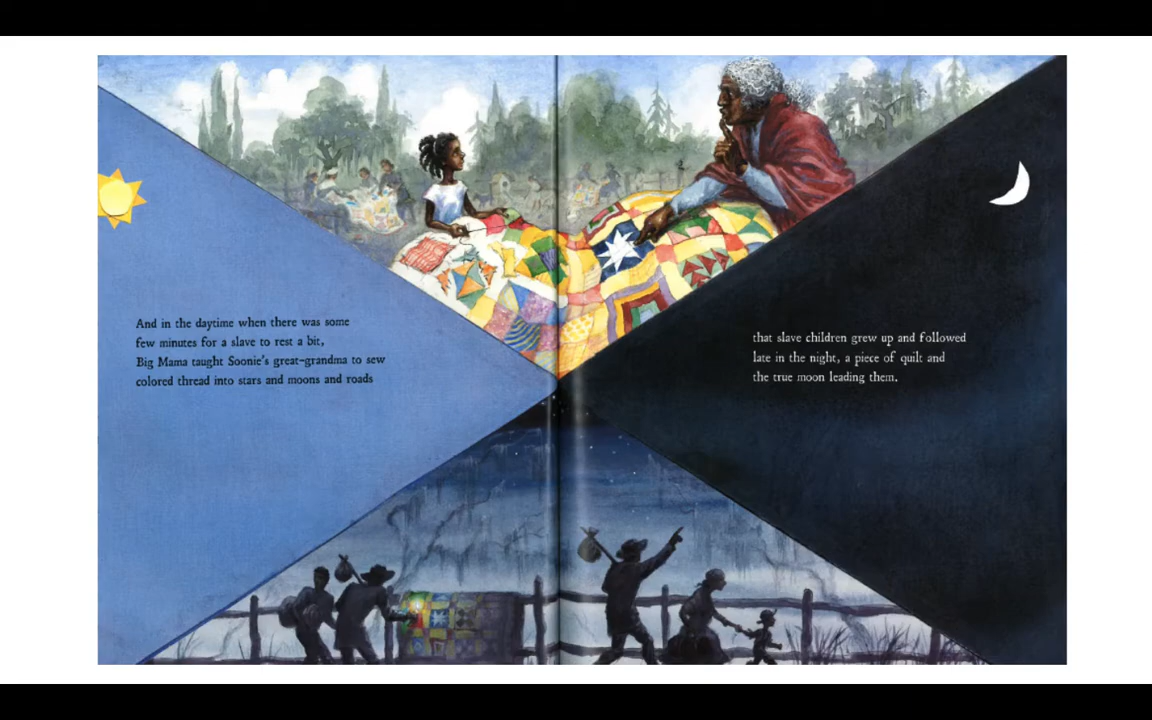 And in the daytime when there was some
few minutes for a slave to rest a bit,
Big Mama taught Soonie's great-grandma to sew
colored thread into stars and moons and roads
that slave children grew up and followed
late in the night, a piece of quilt and
the true moon leading them.